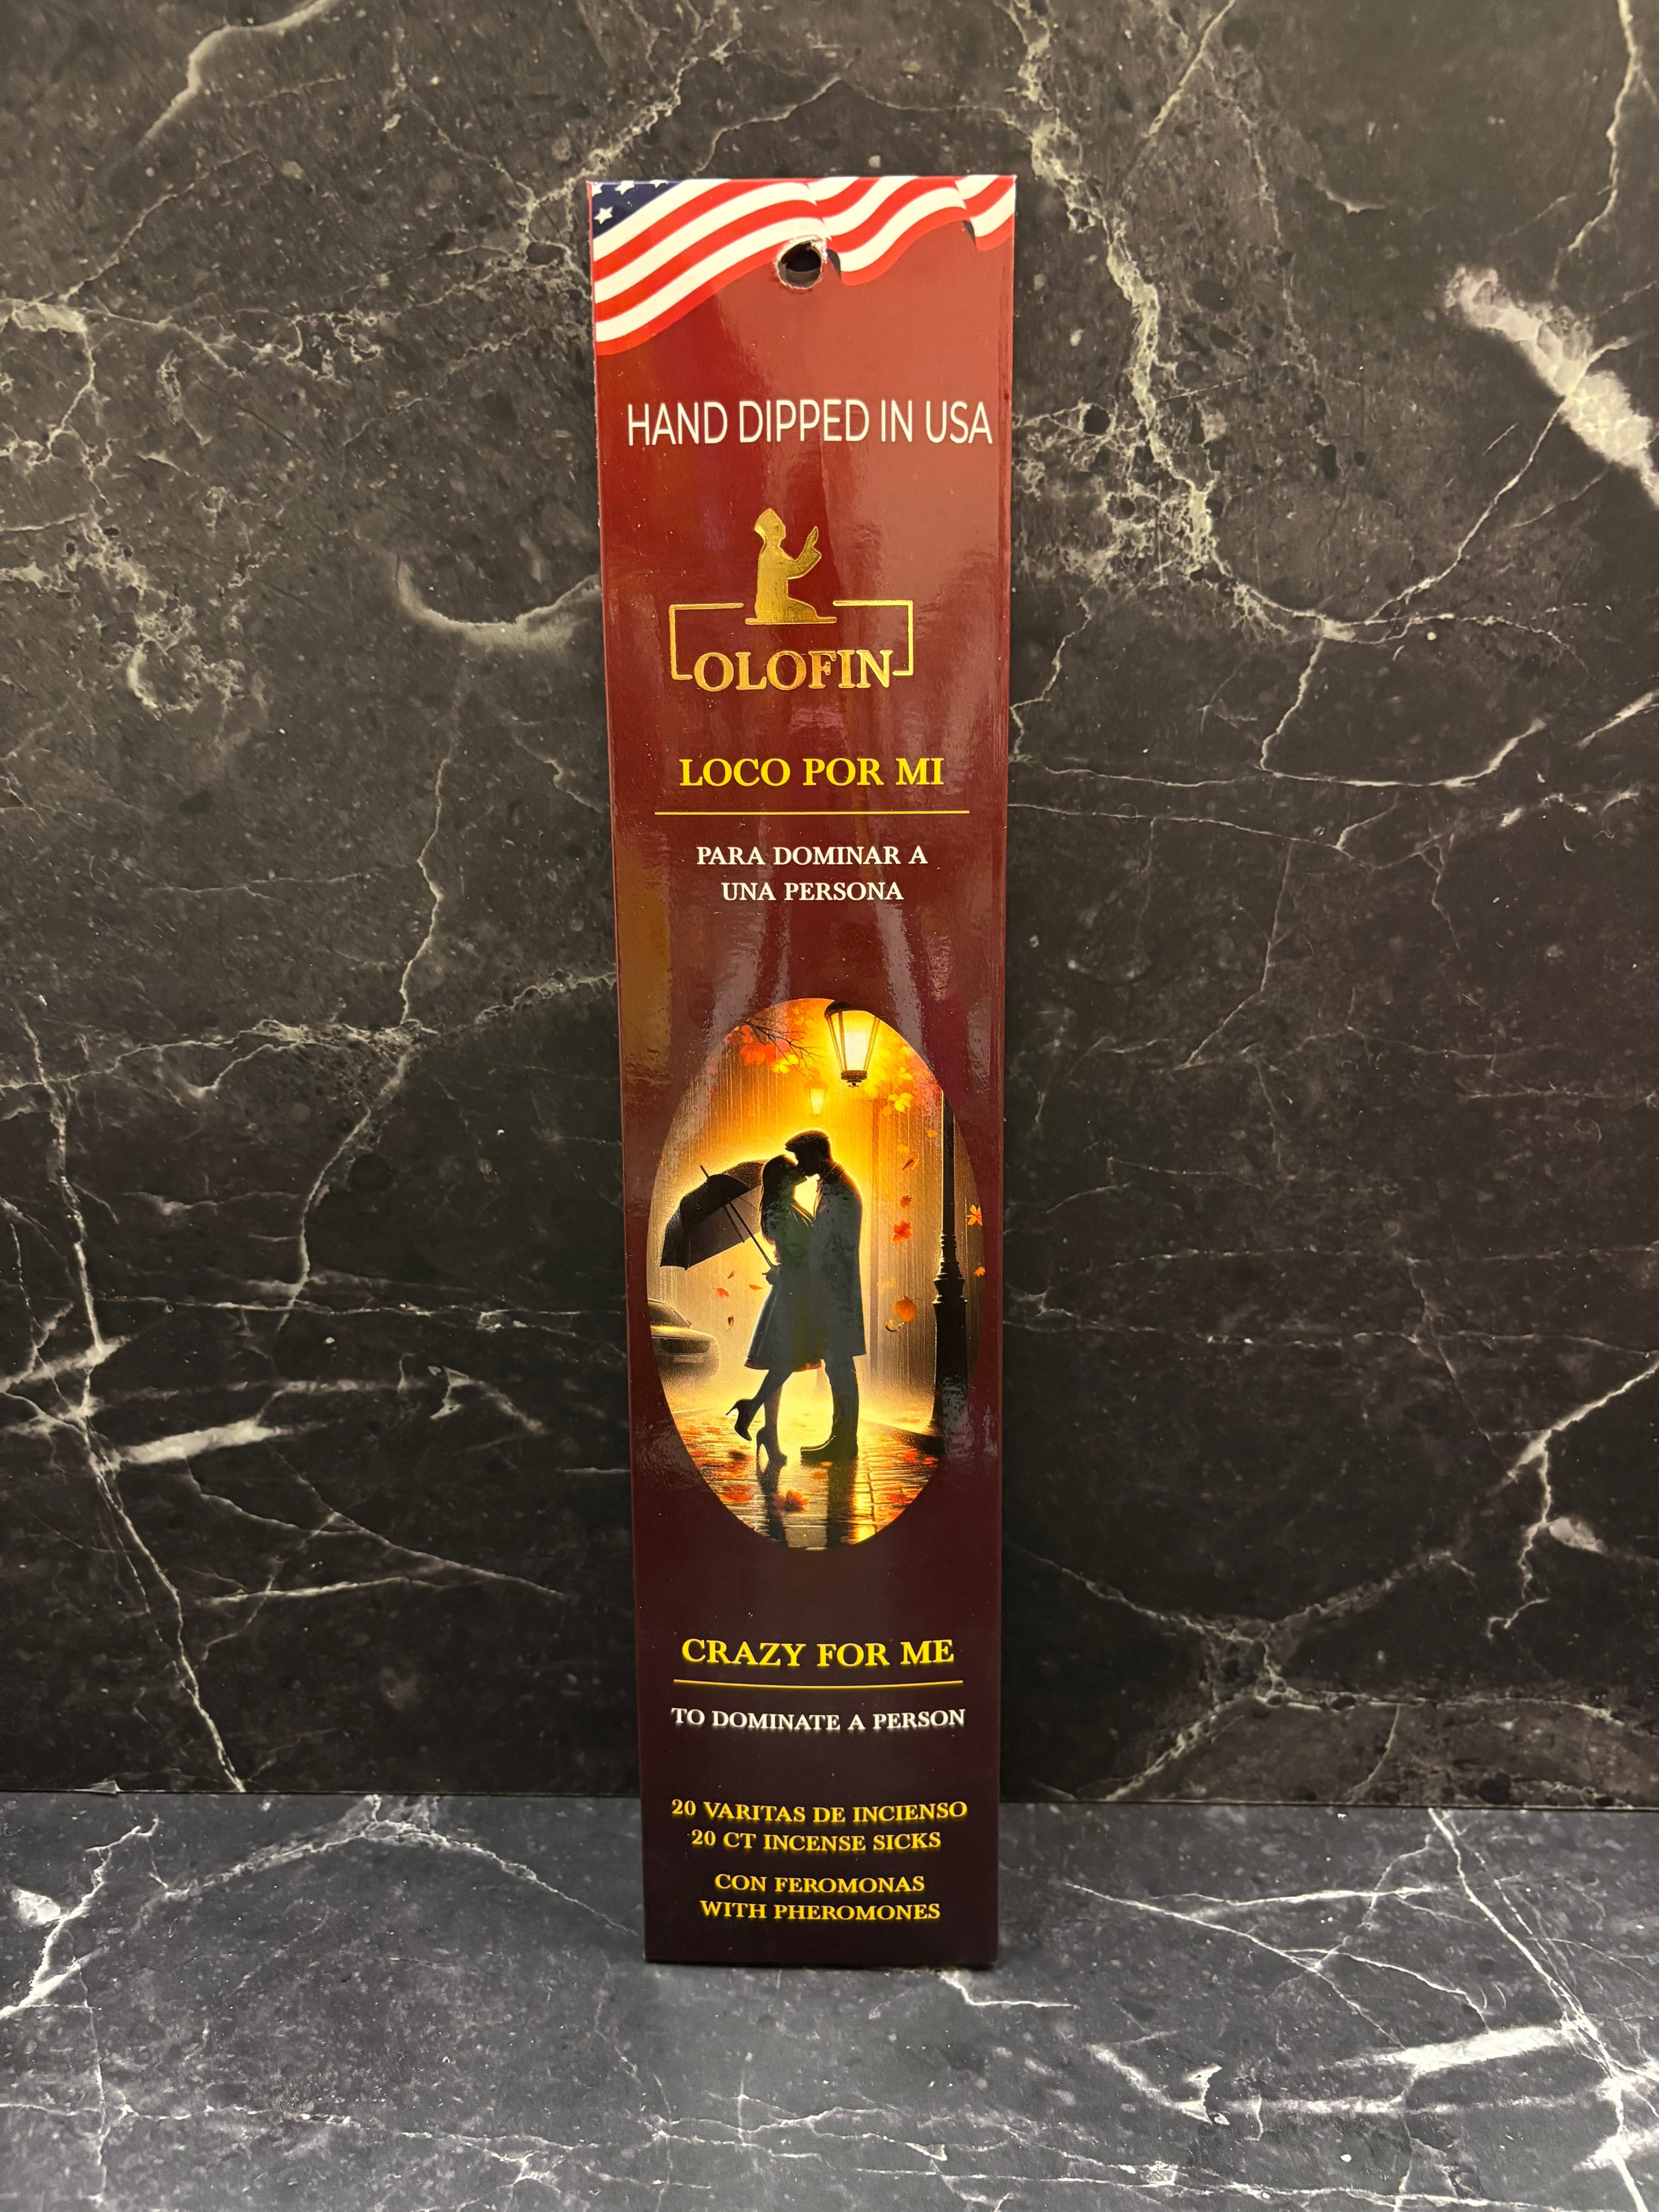 HAND DIPPED IN USA
OLOFIN
LOCO POR MI
PARA DOMINAR A
UNA PERSONA
CRAZY FOR ME
TO DOMINATE A PERSON
20 VARITAS DE INCIENSO
20 CT INCENSE SICKS
CON FEROMONAS
WITH PHEROMONES